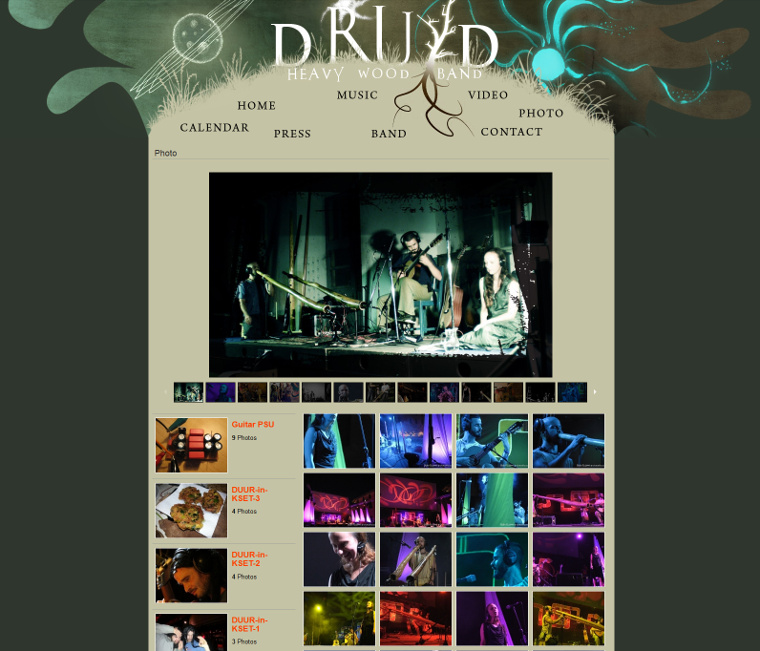 DRUID
HEAVY WOOD BAND
MUSIC
VIDEO
HOME
PHOTO
CALENDAR
PRESS
BAND
CONTACT
Photo
Guitar PSU
9 Photos
DUUR-in-
KSET-3
4 Photos
DUUR-in-
KSET-2
4 Photos
DUUR-in-
KSET-1
3 Photos